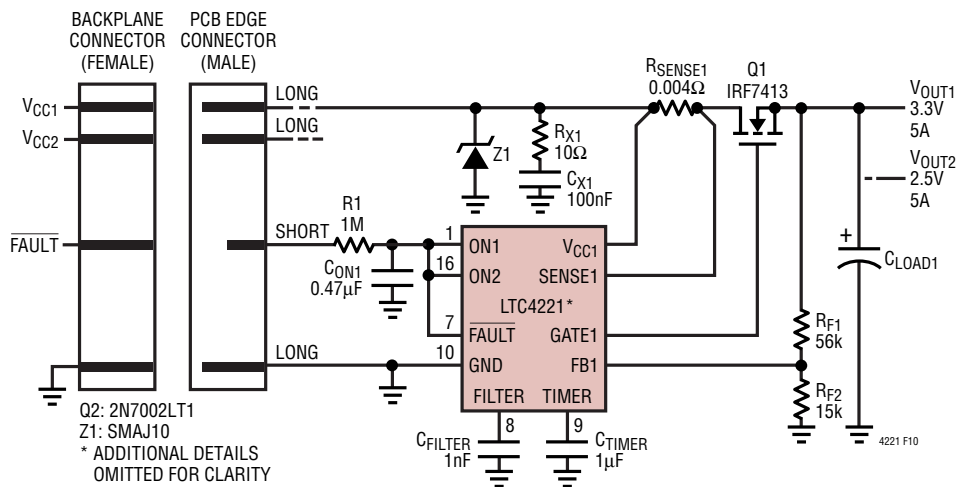 BACKPLANE
CONNECTOR
(FEMALE)
PCB EDGE
CONNECTOR
(MALE)
VCC1
VCC2
FAULT
LONG
LONG
SHORT
LONG
R1
1M
CON1
0.47μF
Z1
RX1
10Ω
CX1
100nF
RSENSE1
0.004Ω
Q1
IRF7413
VOUT1
3.3V
5A
VOUT2
2.5V
5A
+
CLOAD1
RF1
56k
RF2
15k
1
16
7
10
ON1
ON2
FAULT
GND
VCC1
SENSE1
LTC4221*
GATE1
FB1
FILTER
TIMER
8
9
CFILTER
1nF
CTIMER
1μF
Q2: 2N7002LT1
Z1: SMAJ10
* ADDITIONAL DETAILS
OMITTED FOR CLARITY
4221 F10